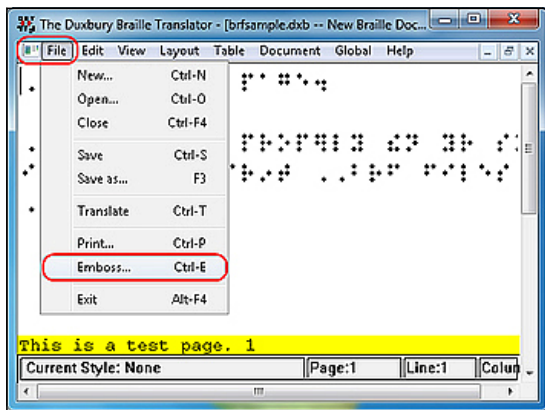 The Duxbury Braille Translator - [brfsample.dxb -- New Braille Doc...
File Edit View Layout Table Document Global Help
New... Ctrl-N
Open... Ctrl-O
Close Ctrl-F4
Save Ctrl-S
Save as... F3
Translate Ctrl-T
Print... Ctrl-P
Emboss... Ctrl-E
Exit Alt-F4
This is a test page. 1
Current Style: None Page:1 Line:1 Colum